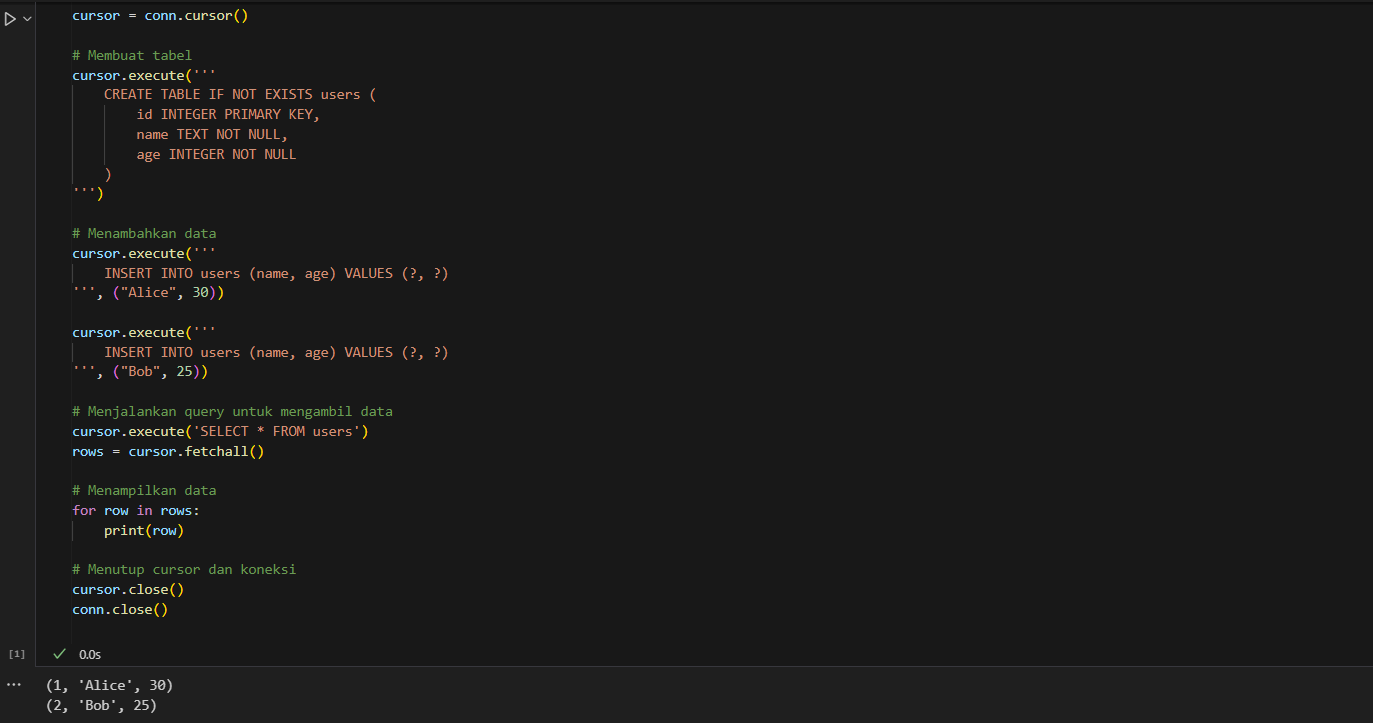 cursor = conn.cursor()
# Membuat tabel
cursor.execute('''
CREATE TABLE IF NOT EXISTS users (
id INTEGER PRIMARY KEY,
name TEXT NOT NULL,
age INTEGER NOT NULL
)
''')
# Menambahkan data
cursor.execute('''
INSERT INTO users (name, age) VALUES (?, ?)
''', ("Alice", 30))
cursor.execute('''
INSERT INTO users (name, age) VALUES (?, ?)
''', ("Bob", 25))
# Menjalankan query untuk mengambil data
cursor.execute('SELECT * FROM users')
rows = cursor.fetchall()
# Menampilkan data
for row in rows:
print(row)
# Menutup cursor dan koneksi
cursor.close()
conn.close()
[1] 0.0s
(1, 'Alice', 30)
(2, 'Bob', 25)